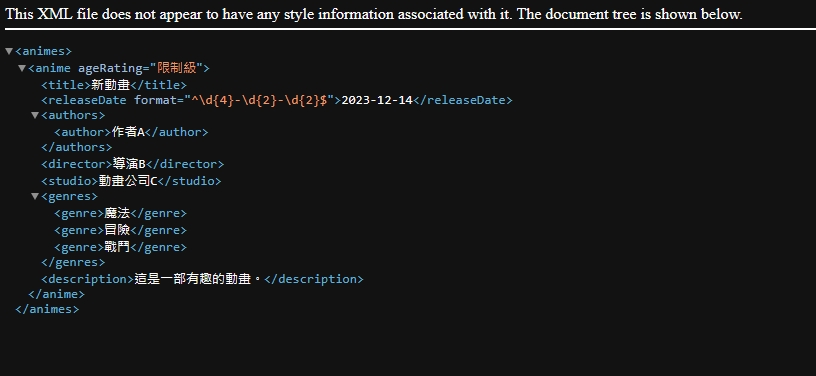 This XML file does not appear to have any style information associated with it. The document tree is shown below.
▼<animes>
▼<anime ageRating="限制級">
<title>新動畫</title>
<releaseDate format="^\d{4}-\d{2}-\d{2}$">2023-12-14</releaseDate>
▼<authors>
<author>作者A</author>
</authors>
<director>導演B</director>
<studio>動畫公司C</studio>
▼<genres>
<genre>魔法</genre>
<genre>冒險</genre>
<genre>戰鬥</genre>
</genres>
<description>這是一部有趣的動畫。</description>
</anime>
</animes>